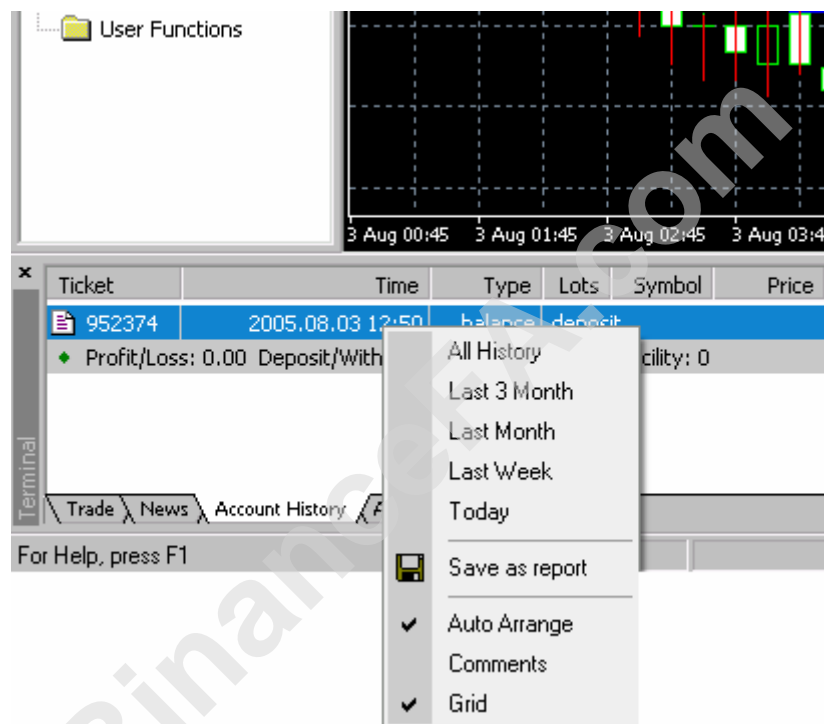 User Functions
3 Aug 00:45 3 Aug 01:45 3 Aug 02:45
Ticket Time Type Lots Symbol Price
952374 2005.08.03 12:50 balance deposit
Profit/Loss: 0.00 Deposit/With
All History
Last 3 Month
Last Month
Last Week
Today
Save as report
Auto Arrange
Comments
Grid
Terminal
Trade News Account History
For Help, press F1
BinanceFA.com